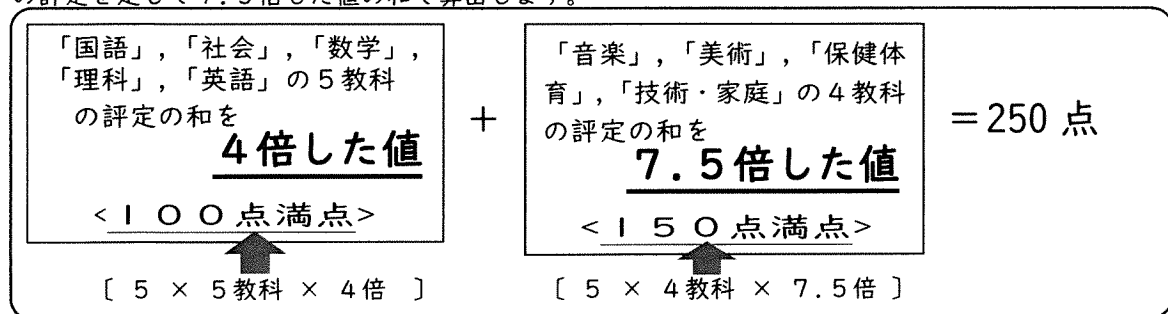 の評定を足して７．５倍した値の和で算出します。
「国語」，「社会」，「数学」，
「理科」，「英語」の５教科
の評定の和を
４倍した値
<１００点満点>
〔 ５ × ５教科 × ４倍 〕
＋
「音楽」，「美術」，「保健体
育」，「技術・家庭」の４教科
の評定の和を
７．５倍した値
<１５０点満点>
〔 ５ × ４教科 × ７．５倍 〕
＝250 点